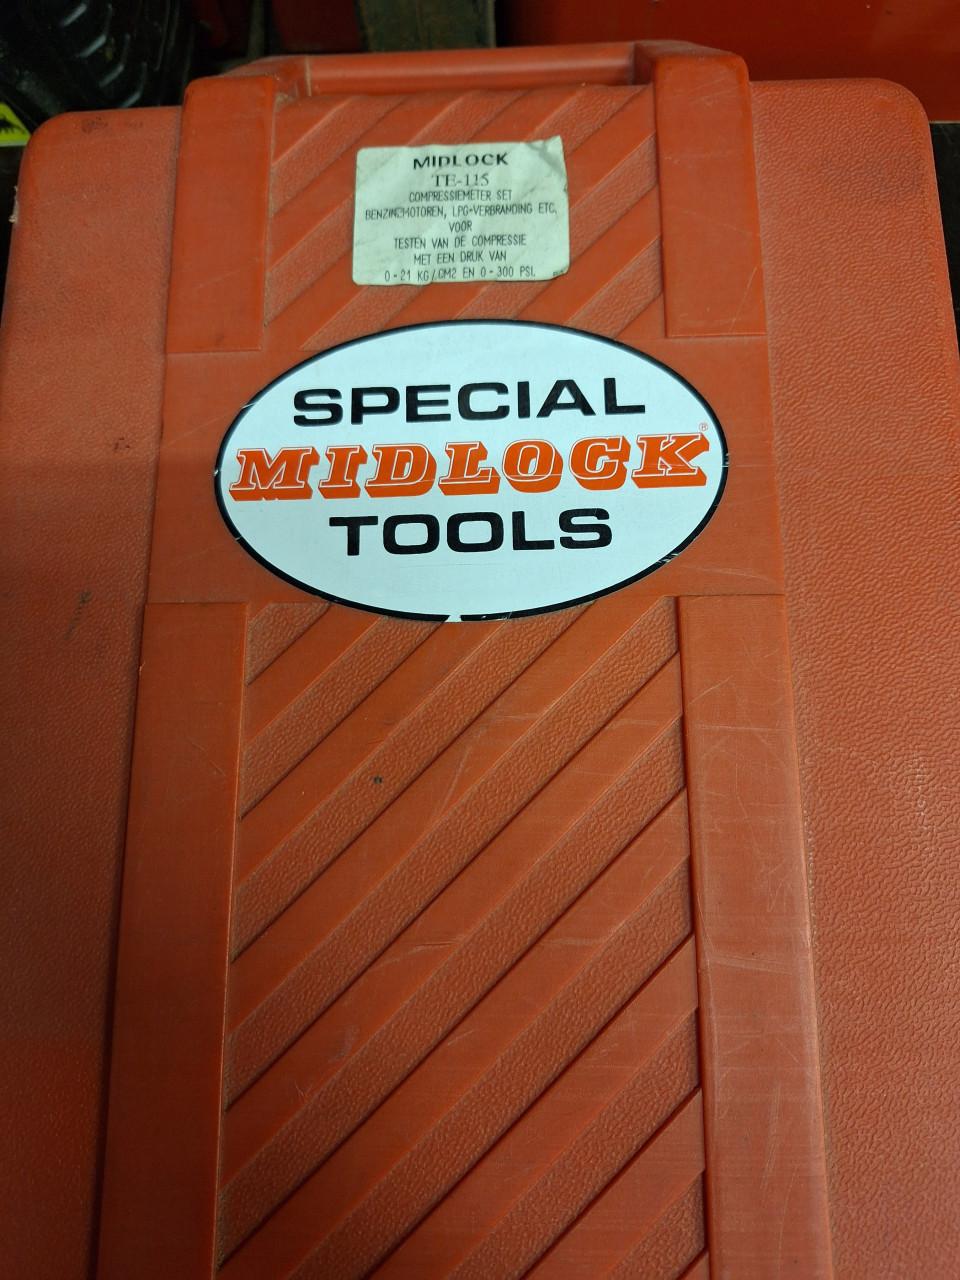 MIDLOCK
TE-115
COMPRESSIEMETER SET
BENZINEMOTOREN, LPG-VERBRANDING ETC.
VOOR
TESTEN VAN DE COMPRESSIE
MET EEN DRUK VAN
0 - 21 KG/CM2 EN 0 - 300 PSI.
SPECIAL
MIDLOCK®
TOOLS